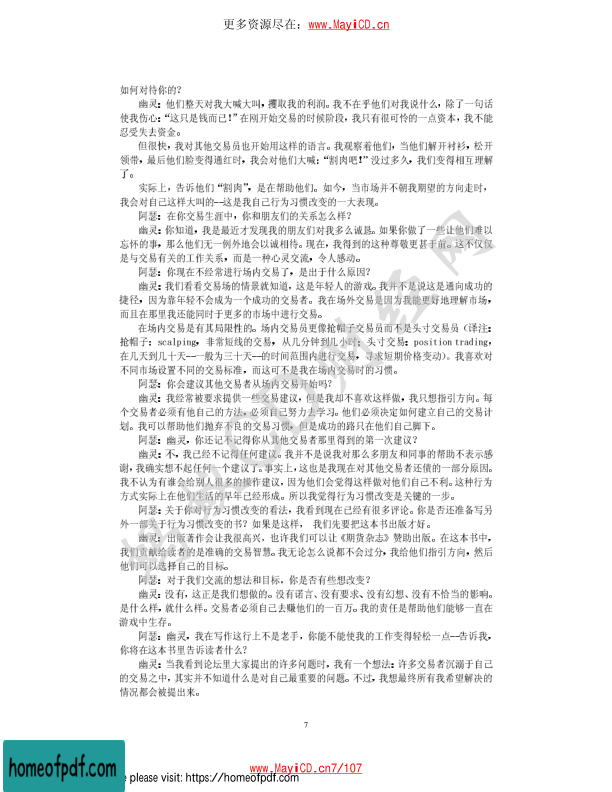 更多资源尽在：www.MayiCD.cn
如何对待你的？
幽灵：他们整天对我大喊大叫，攫取我的利润。我不在乎他们对我说什么，除了一句话
使我伤心：“这只是钱而已！”在刚开始交易的时候阶段，我只有很可怜的一点资本，我不能
忍受失去资金。
但很快，我对其他交易员也开始用这样的语言。我观察着他们，当他们解开衬衫，松开
领带，最后他们脸变得通红时，我会对他们大喊：“割肉吧！”没过多久，我们变得相互理解
了。
实际上，告诉他们“割肉”，是在帮助他们。如今，当市场并不朝我期望的方向走时，
我会对自己这样大叫的--这是我自己行为习惯改变的一大表现。
阿瑟：在你交易生涯中，你和朋友们的关系怎么样？
幽灵：你知道，我是最近才发现我的朋友们对我多么诚恳。如果你做了一些让他们难以
忘怀的事，那么他们无一例外地会以诚相待。现在，我得到的这种尊敬更甚于前。这不仅仅
是与交易有关的工作关系，而是一种心灵交流，令人感动。
阿瑟：你现在不经常进行场内交易了，是出于什么原因？
幽灵：我们看看交易场的情景就知道，这是年轻人的游戏。我并不是说这是通向成功的
捷径，因为靠年轻不会成为一个成功的交易者。我在场外交易是因为我能更好地理解市场，
而且在那里我还能同时于更多的市场中进行交易。
在场内交易是有其局限性的。场内交易员更像抢帽子交易员而不是头寸交易员（译注：
抢帽子：scalping，非常短线的交易，从几分钟到几小时；头寸交易：position trading，
在几天到几十天--一般为三十天--的时间范围内进行交易，寻求短期价格变动）。我喜欢对
不同市场设置不同的交易标准，而这可不是我在场内交易时的习惯。
阿瑟：你会建议其他交易者从场内交易开始吗？
幽灵：我经常被要求提供一些交易建议，但是我却不喜欢这样做，我只想指引方向。每
个交易者必须有他自己的方法，必须自己努力去学习。他们必须决定如何建立自己的交易计
划。我可以帮助他们抛弃不良的交易习惯，但是成功的路只在他们自己脚下。
阿瑟：幽灵，你还记不记得你从其他交易者那里得到的第一次建议？
幽灵：不，我已经不记得任何建议。我并不是说我对那么多朋友和同事的帮助不表示感
谢，我确实想不起任何一个建议了。事实上，这也是我现在对其他交易者还债的一部分原因。
我不认为有谁会给别人很多的操作建议，因为他们会觉得这样做对他们自己不利。这种行为
方式实际上在他们生活的早年已经形成。所以我觉得行为习惯改变是关键的一步。
阿瑟：关于你对行为习惯改变的看法，我看到现在已经有很多评论。你是否还准备写另
外一部关于行为习惯改变的书？如果是这样， 我们先要把这本书出版才好。
幽灵：出版著作会让我很高兴，也许我们可以让《期货杂志》赞助出版。在这本书中，
我们贡献给读者的是准确的交易智慧。我无论怎么说都不会过分，我给他们指引方向，然后
他们可以选择自己的目标。
阿瑟：对于我们交流的想法和目标，你是否有些想改变？
幽灵：没有，这正是我们想做的。没有诺言、没有要求、没有幻想、没有不恰当的影响。
是什么样，就什么样。交易者必须自己去赚他们的一百万。我的责任是帮助他们能够一直在
游戏中生存。
阿瑟：幽灵，我在写作这行上不是老手，你能不能使我的工作变得轻松一点--告诉我，
你将在这本书里告诉读者什么？
幽灵：当我看到论坛里大家提出的许多问题时，我有一个想法：许多交易者沉溺于自己
的交易之中，其实并不知道什么是对自己最重要的问题。不过，我想最终所有我希望解决的
情况都会被提出来。
7
www.MayiCD.cn7/107
homeofpdf.com
e please visit: https://homeofpdf.com